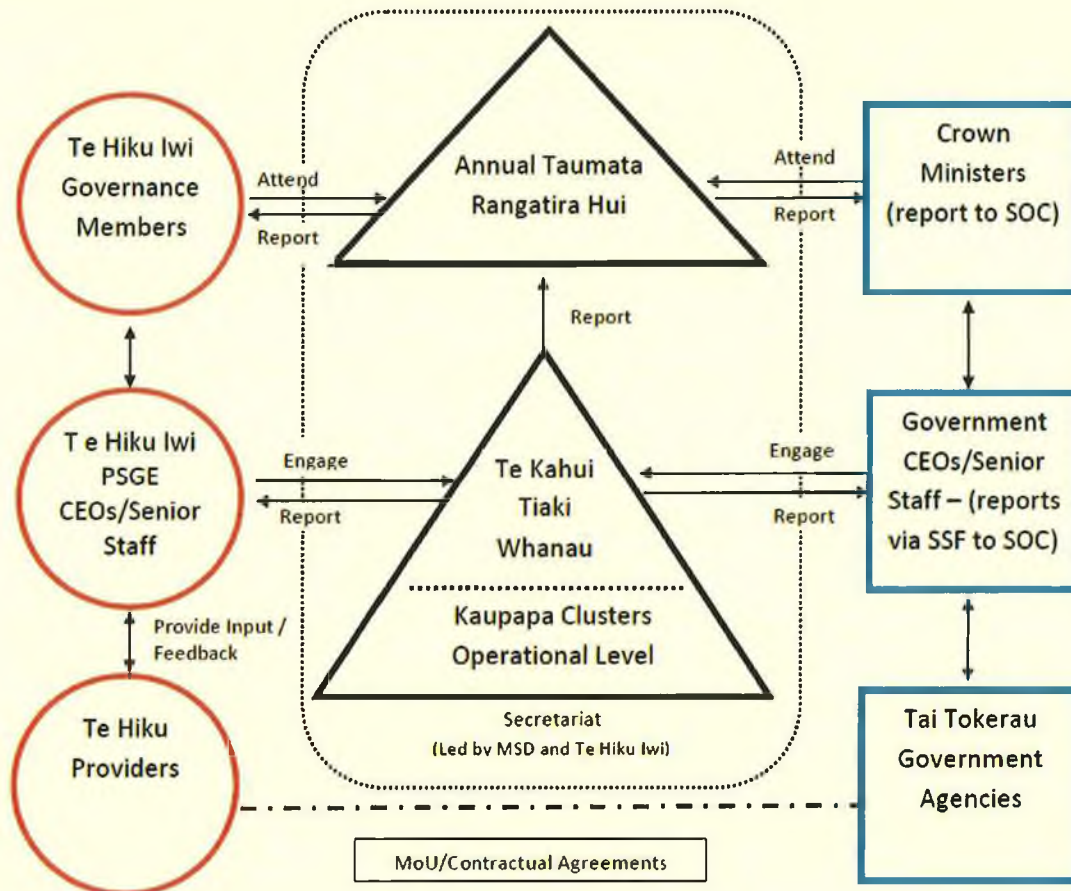 Te Hiku Iwi
Governance
Members
Attend
Report
Annual Taumata
Rangatira Hui
Attend
Report
Crown
Ministers
(report to SOC)
Report
T e Hiku Iwi
PSGE
CEOs/Senior
Staff
Engage
Report
Te Kahui
Tiaki
Whanau
Kaupapa Clusters
Operational Level
Engage
Report
Government
CEOs/Senior
Staff – (reports
via SSF to SOC)
Provide Input /
Feedback
Te Hiku
Providers
Secretariat
(Led by MSD and Te Hiku Iwi)
Tai Tokerau
Government
Agencies
MoU/Contractual Agreements